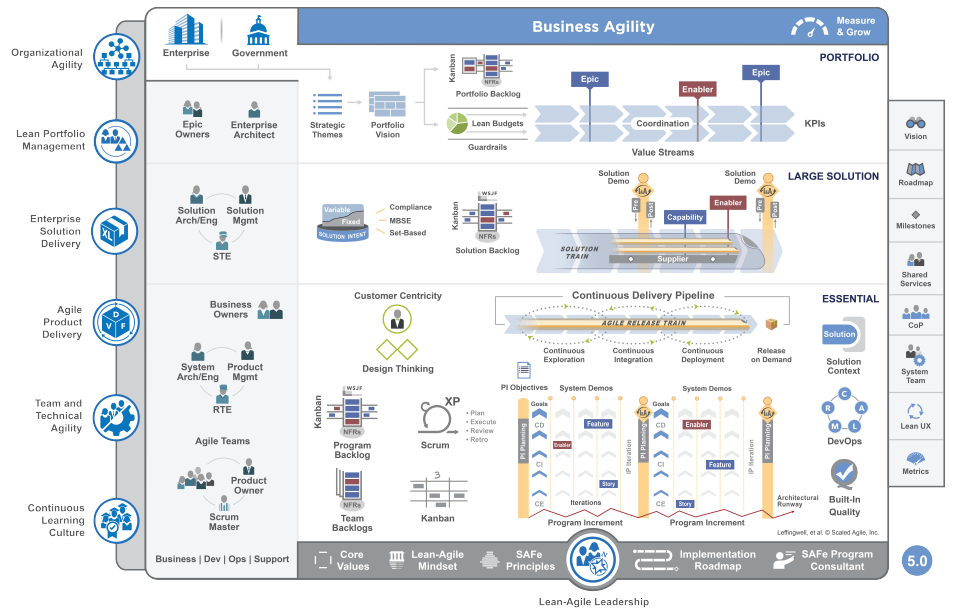 Organizational
Agility
Lean Portfolio
Management
Enterprise
Solution
Delivery
XL
Agile
Product
Delivery
D
V F
Team and
Technical
Agility
Continuous
Learning
Culture
Enterprise
Government
Business Agility
Measure
& Grow
PORTFOLIO
Epic
Owners
Enterprise
Architect
Strategic
Themes
Portfolio
Vision
Kanban
NFRs
Portfolio Backlog
Lean Budgets
Guardrails
Epic
Enabler
Epic
Coordination
KPIs
Value Streams
LARGE SOLUTION
Solution
Arch/Eng
Solution
Mgmt
STE
Variable
Fixed
SOLUTION INTENT
Compliance
MBSE
Set-Based
WSJF
Kanban
NFRs
Solution Backlog
Solution
Demo
Solution
Demo
Pre
Post
Pre
Post
Capability
Enabler
SOLUTION
TRAIN
Supplier
I&A
I&A
ESSENTIAL
Business
Owners
System
Arch/Eng
Product
Mgmt
RTE
Agile Teams
Product
Owner
Scrum
Master
Business | Dev | Ops | Support
Customer Centricity
Design Thinking
WSJF
Kanban
NFRs
Program
Backlog
XP
• Plan
• Execute
• Review
• Retro
Scrum
NFRs
Team
Backlogs
3
Kanban
Continuous Delivery Pipeline
AGILE RELEASE TRAIN
Continuous
Exploration
Continuous
Integration
Continuous
Deployment
Release
on Demand
PI Objectives
System Demos
System Demos
Goals
CD
CI
CE
Goals
CD
CI
CE
PI Planning
PI Planning
PI Planning
I&A
I&A
Feature
Enabler
Story
IP Iteration
Enabler
Feature
Story
IP Iteration
Iterations
Program Increment
Program Increment
Architectural
Runway
Solution
Solution
Context
C
A
L
M
R
DevOps
Built-In
Quality
Leffingwell, et al. © Scaled Agile, Inc.
Vision
Roadmap
Milestones
Shared
Services
CoP
System
Team
Lean UX
Metrics
Core
Values
Lean-Agile
Mindset
SAFe
Principles
Implementation
Roadmap
SAFe Program
Consultant
5.0
Lean-Agile Leadership